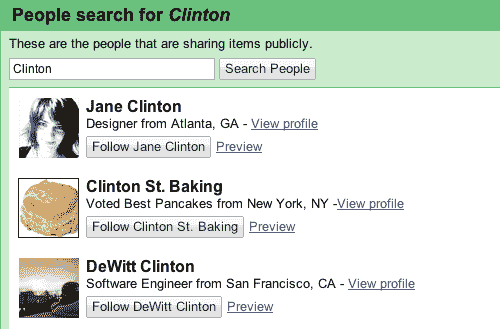 People search for Clinton
These are the people that are sharing items publicly.
Clinton Search People
Jane Clinton
Designer from Atlanta, GA - View profile
Follow Jane Clinton Preview
Clinton St. Baking
Voted Best Pancakes from New York, NY -View profile
Follow Clinton St. Baking Preview
DeWitt Clinton
Software Engineer from San Francisco, CA - View profile
Follow DeWitt Clinton Preview